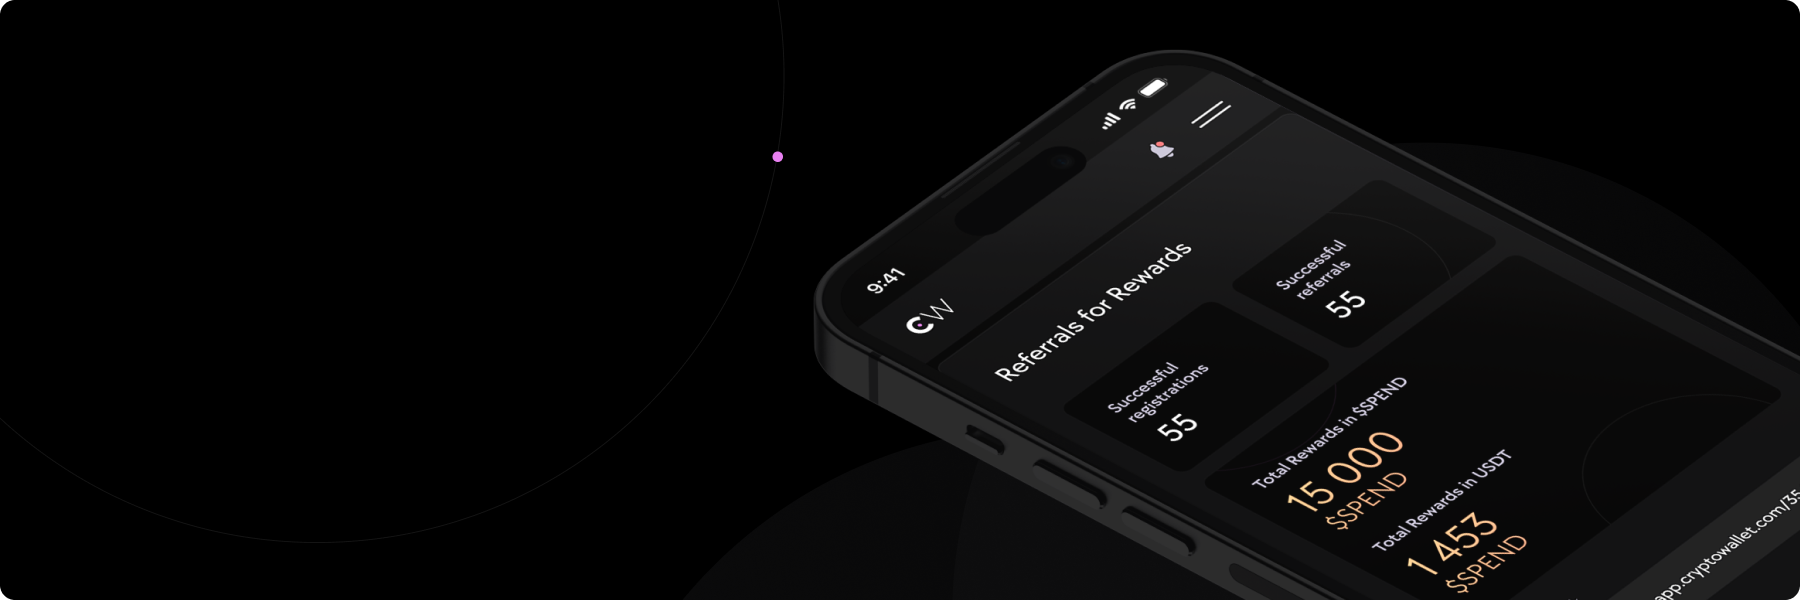 9:41
CW
Referrals for Rewards
Successful
registrations
55
Successful
referrals
55
Total Rewards in $SPEND
15 000
$SPEND
Total Rewards in USDT
1 453
$SPEND
app.cryptowallet.com/35